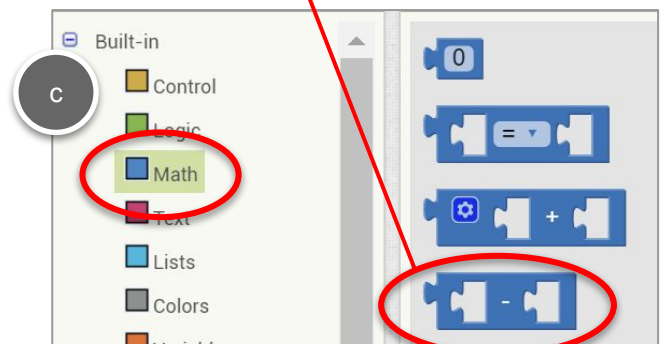 Built-in
C
Control
Logic
Math
Text
Lists
Colors
0
=
+
-